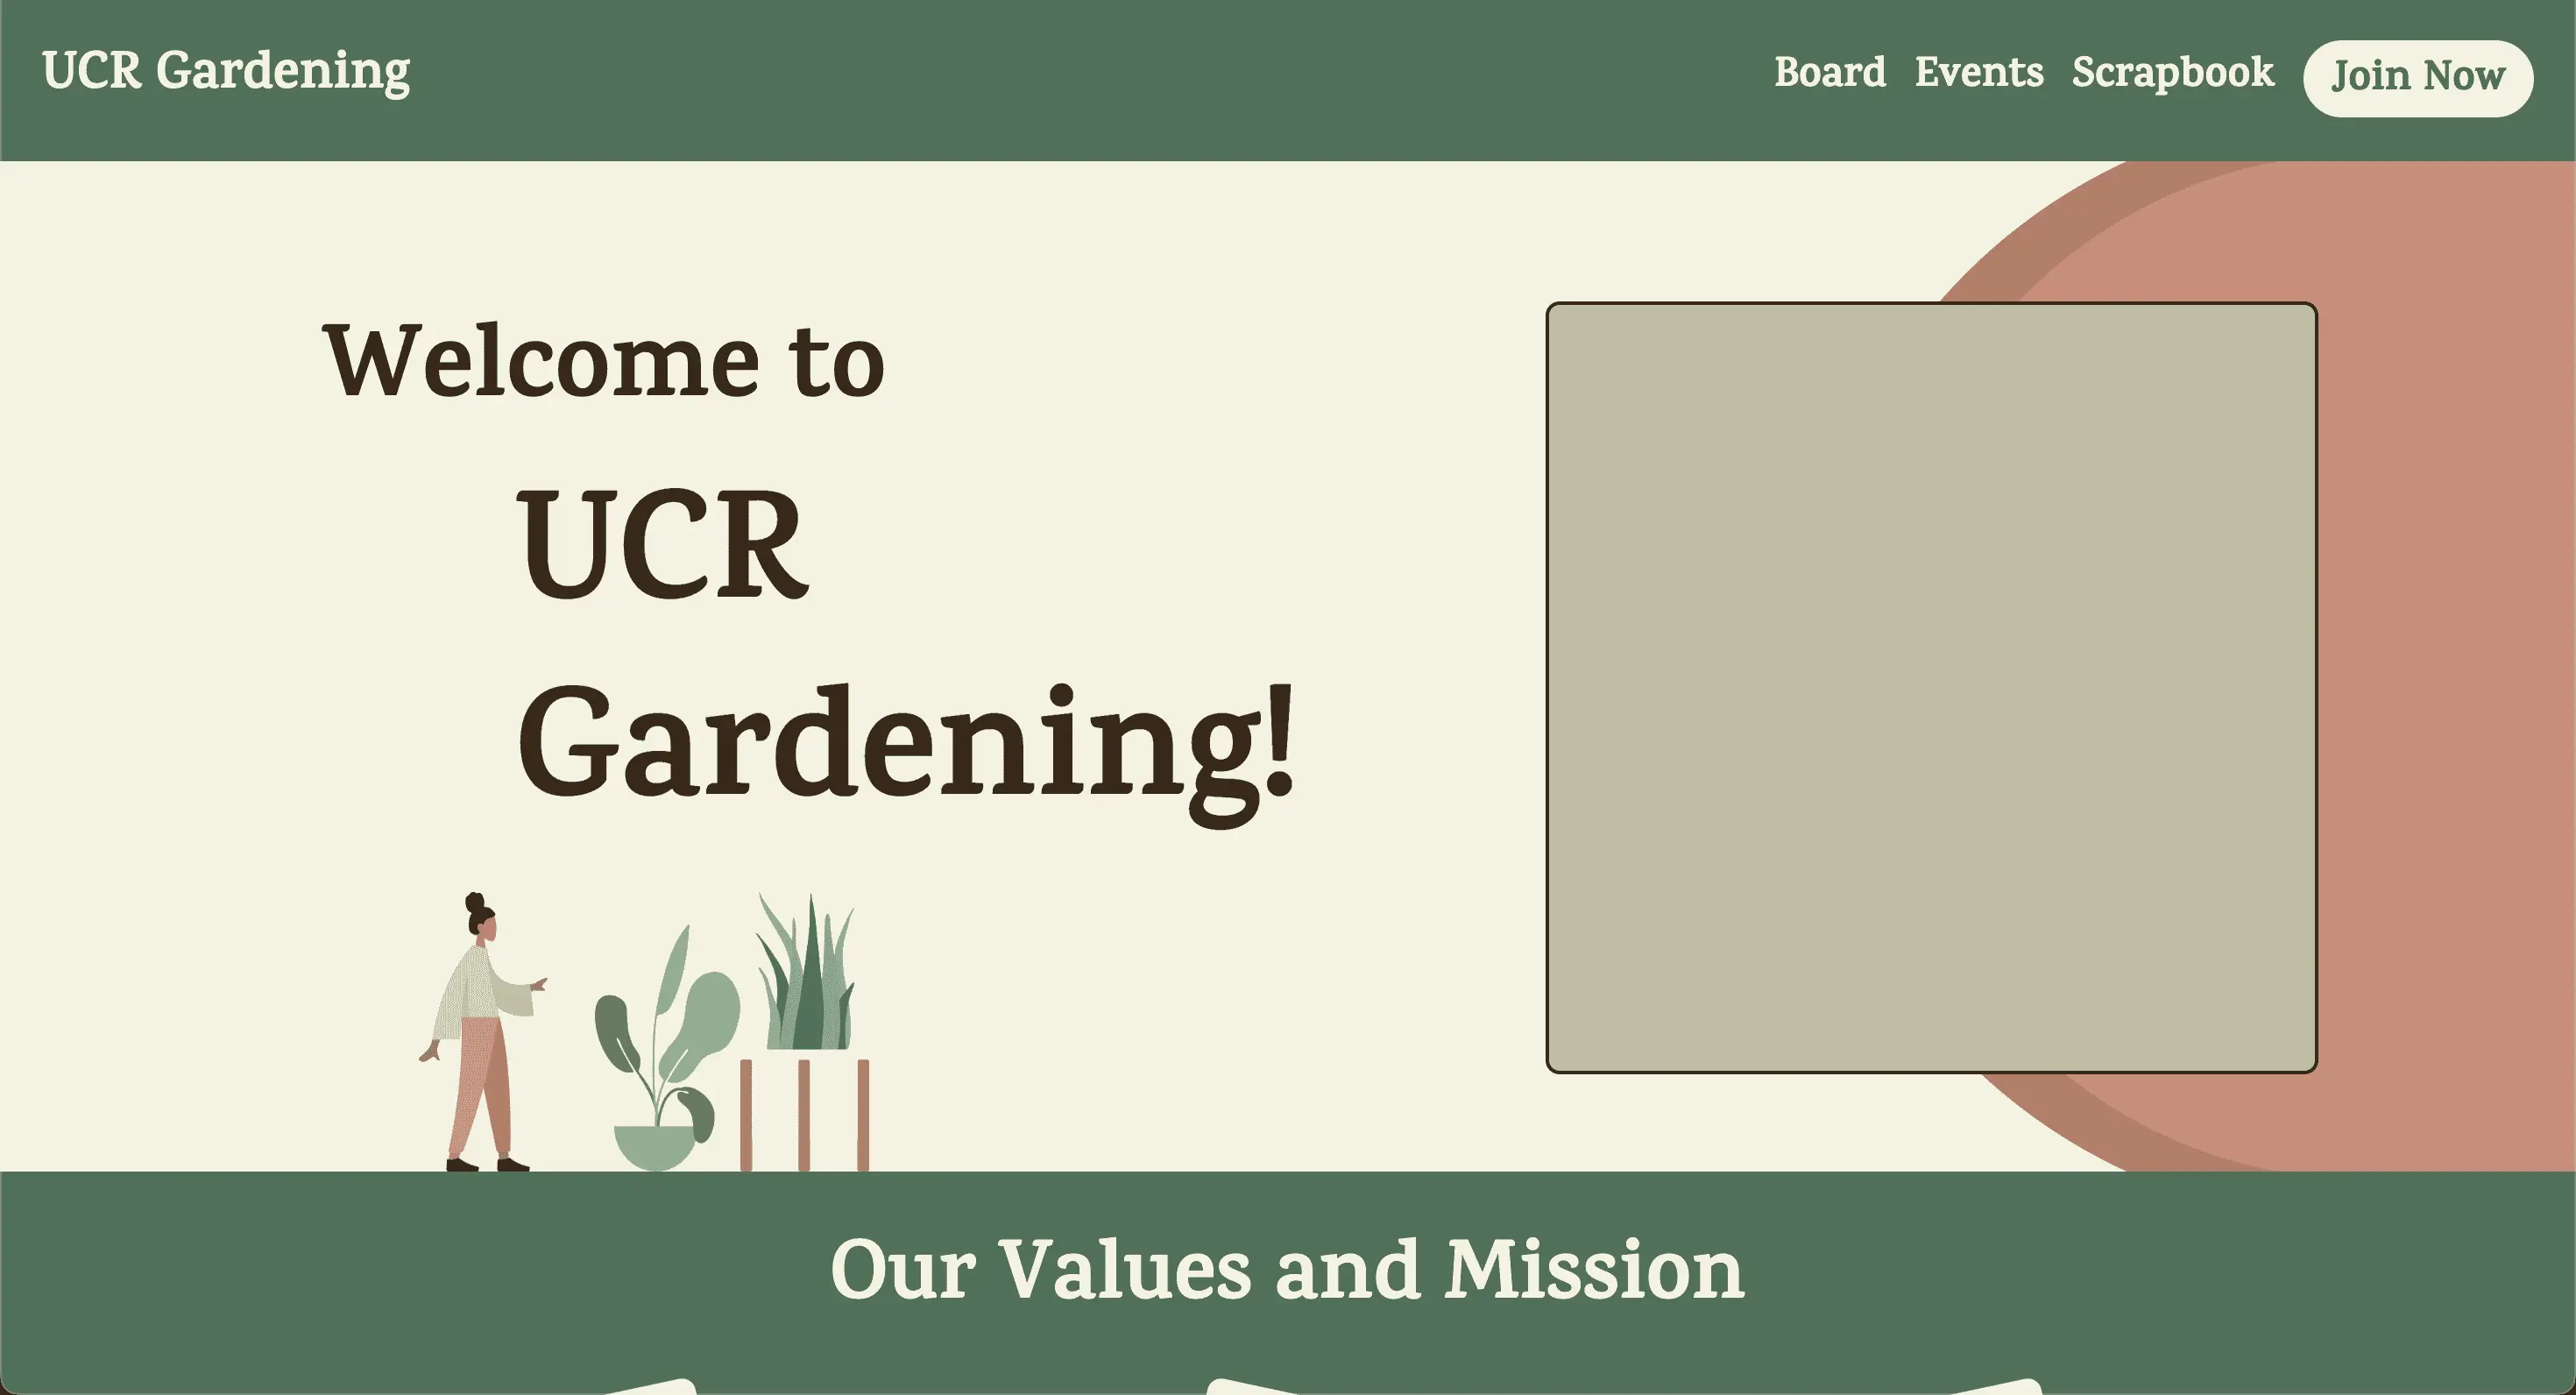 UCR Gardening
Board Events Scrapbook Join Now
Welcome to
UCR
Gardening!
Our Values and Mission